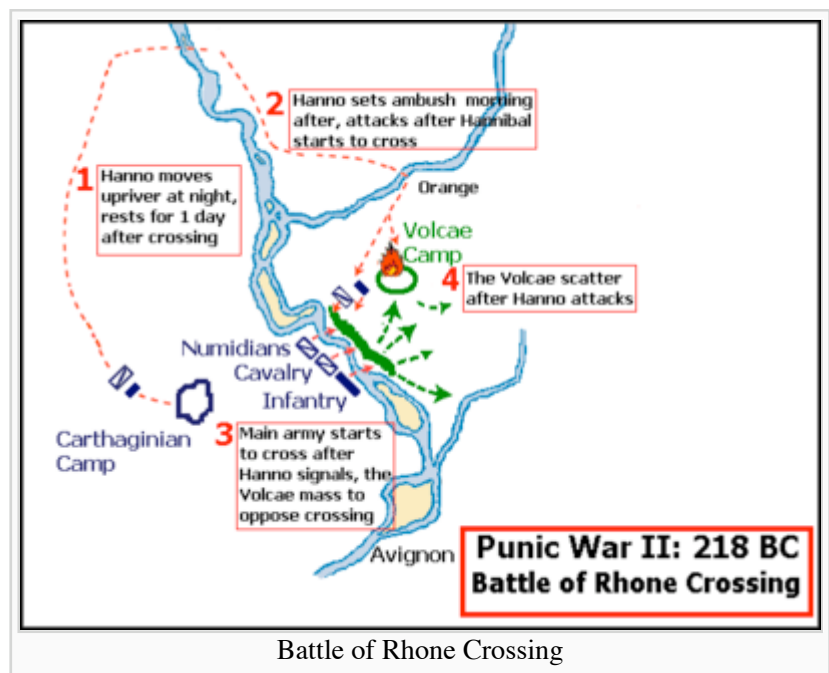 1
Hanno moves
upriver at night,
rests for 1 day
after crossing
2
Hanno sets ambush morning
after, attacks after Hannibal
starts to cross
Orange
Volcae
Camp
4
The Volcae scatter
after Hanno attacks
Numidians
Cavalry
Infantry
Carthaginian
Camp
3
Main army starts
to cross after
Hanno signals, the
Volcae mass to
oppose crossing
Avignon
Punic War II: 218 BC
Battle of Rhone Crossing
Battle of Rhone Crossing